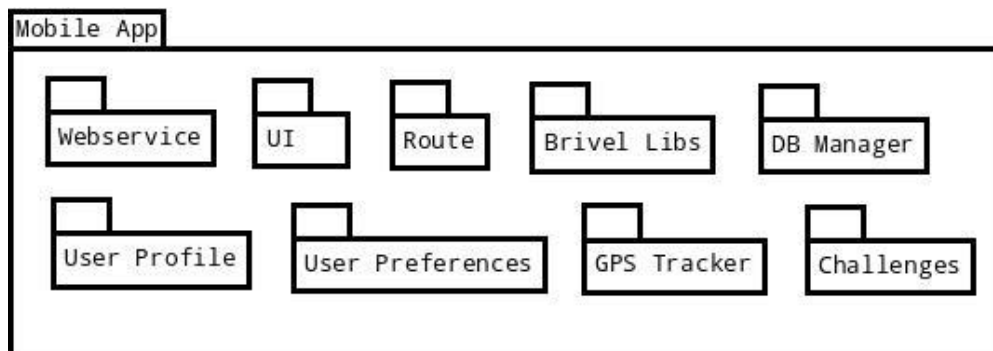 Mobile App
Webservice
UI
Route
Brivel Libs
DB Manager
User Profile
User Preferences
GPS Tracker
Challenges